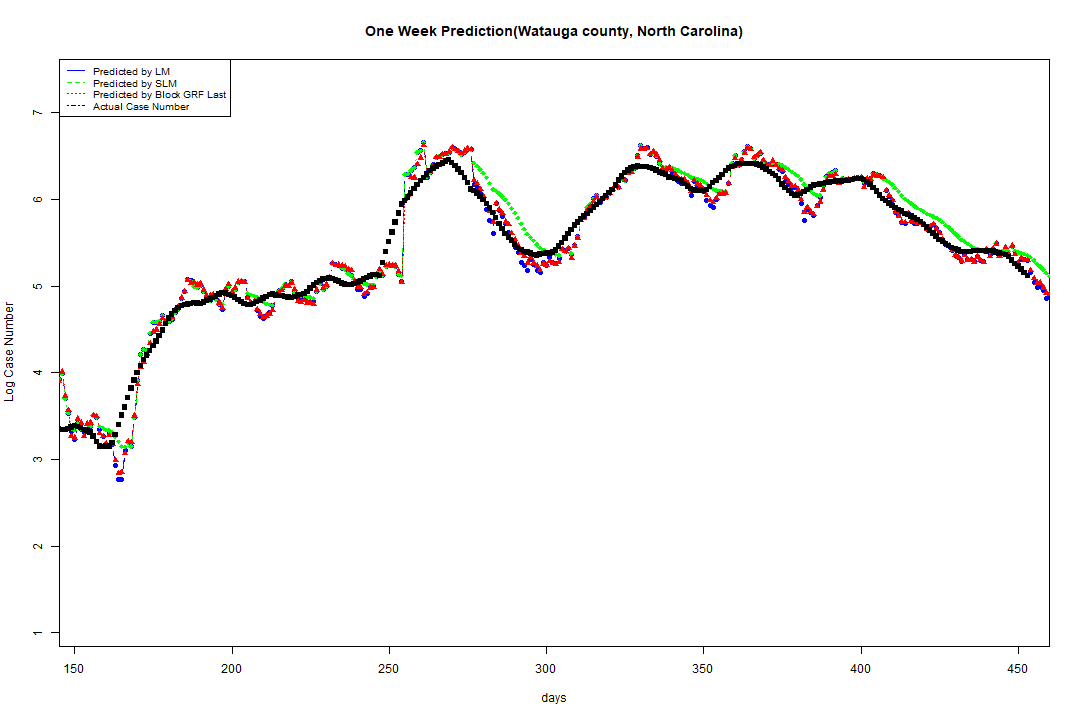 One Week Prediction(Watauga county, North Carolina)
Predicted by LM
Predicted by SLM
Predicted by Block GRF Last
Actual Case Number
7
6
5
4
3
2
1
Log Case Number
150 200 250 300 350 400 450
days